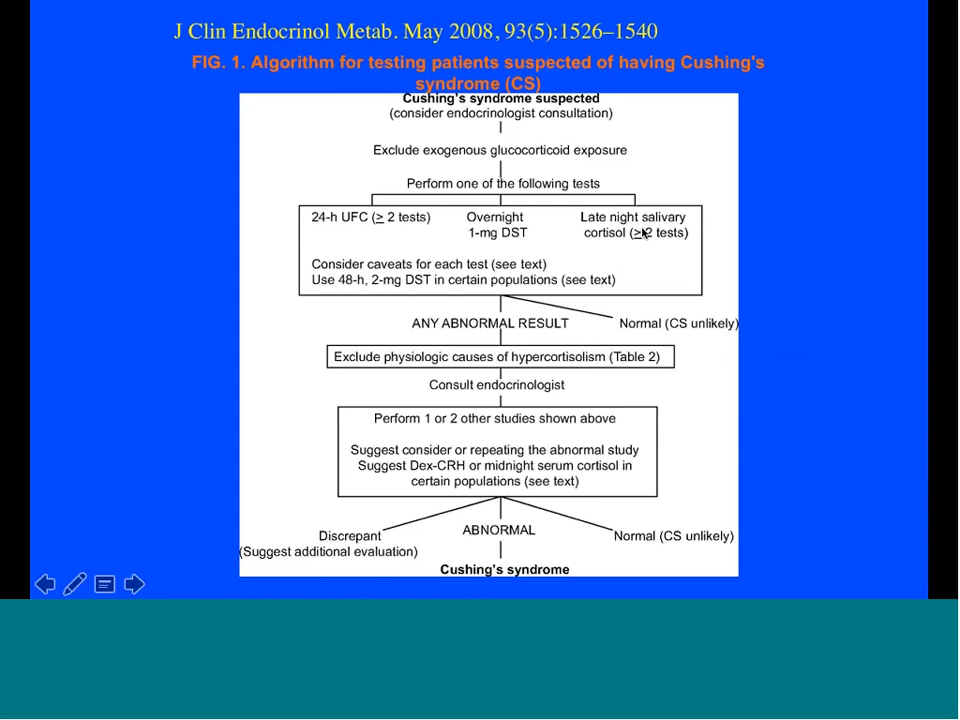 J Clin Endocrinol Metab. May 2008, 93(5):1526–1540
FIG. 1. Algorithm for testing patients suspected of having Cushing's
syndrome (CS)
Cushing's syndrome suspected
(consider endocrinologist consultation)
Exclude exogenous glucocorticoid exposure
Perform one of the following tests
24-h UFC (≥ 2 tests)
Overnight
1-mg DST
Late night salivary
cortisol (≥ 2 tests)
Consider caveats for each test (see text)
Use 48-h, 2-mg DST in certain populations (see text)
ANY ABNORMAL RESULT
Normal (CS unlikely)
Exclude physiologic causes of hypercortisolism (Table 2)
Consult endocrinologist
Perform 1 or 2 other studies shown above
Suggest consider or repeating the abnormal study
Suggest Dex-CRH or midnight serum cortisol in
certain populations (see text)
Discrepant
(Suggest additional evaluation)
ABNORMAL
Normal (CS unlikely)
Cushing's syndrome